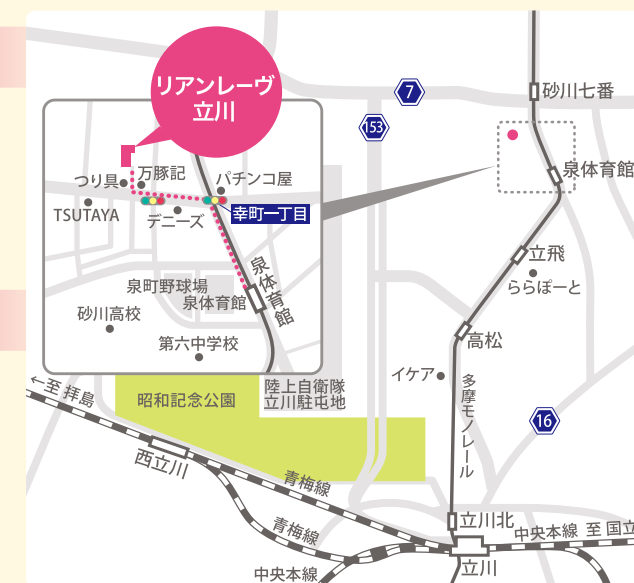 リアンレーヴ
立川
7
153
砂川七番
泉体育館
つり具
万豚記
パチンコ屋
TSUTAYA
デニーズ
幸町一丁目
泉体育館
泉町野球場
泉体育館
砂川高校
第六中学校
立飛
ららぽーと
高松
イケア
多摩モノレール
16
←至 拝島
昭和記念公園
陸上自衛隊
立川駐屯地
西立川
青梅線
青梅線
中央本線
立川北
中央本線 至 国立
立川